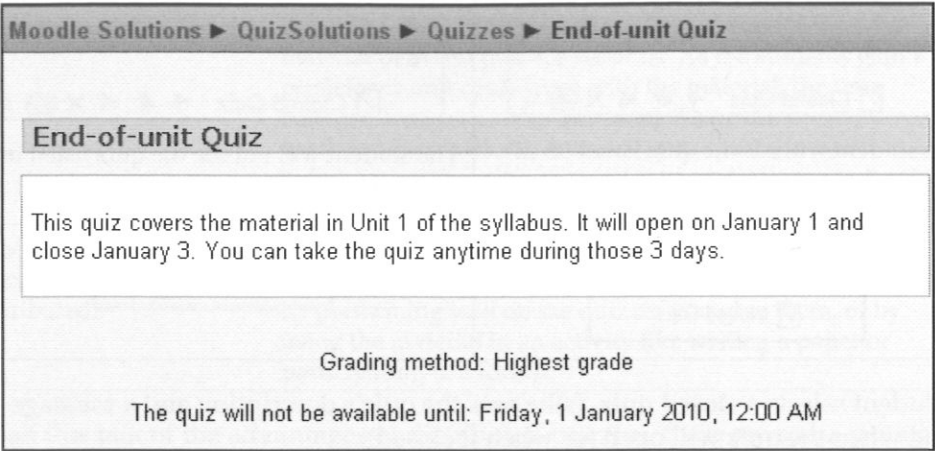 Moodle Solutions ► QuizSolutions ► Quizzes ► End-of-unit Quiz
End-of-unit Quiz
This quiz covers the material in Unit 1 of the syllabus. It will open on January 1 and
close January 3. You can take the quiz anytime during those 3 days.
Grading method: Highest grade
The quiz will not be available until: Friday, 1 January 2010, 12:00 AM